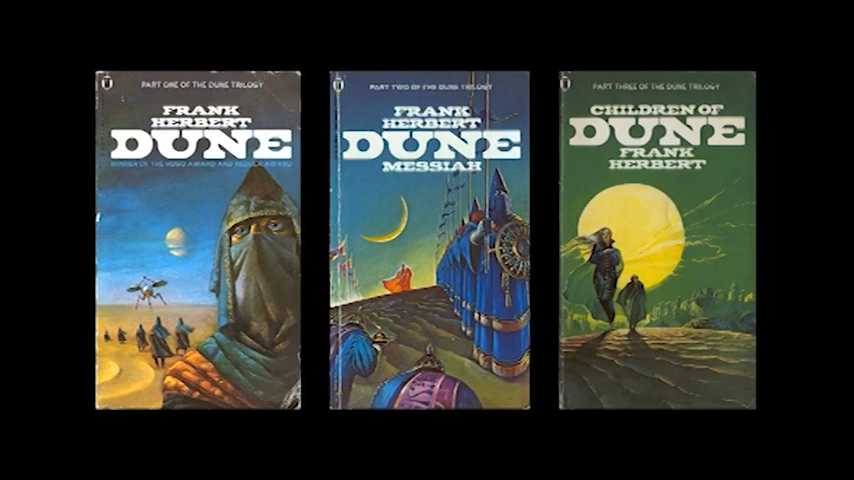 PART ONE OF THE DUNE TRILOGY
FRANK
HERBERT
DUNE
WINNER OF THE HUGO AWARD AND NEBULA AWARD
PART TWO OF THE DUNE TRILOGY
FRANK
HERBERT
DUNE
MESSIAH
PART THREE OF THE DUNE TRILOGY
CHILDREN OF
DUNE
FRANK
HERBERT